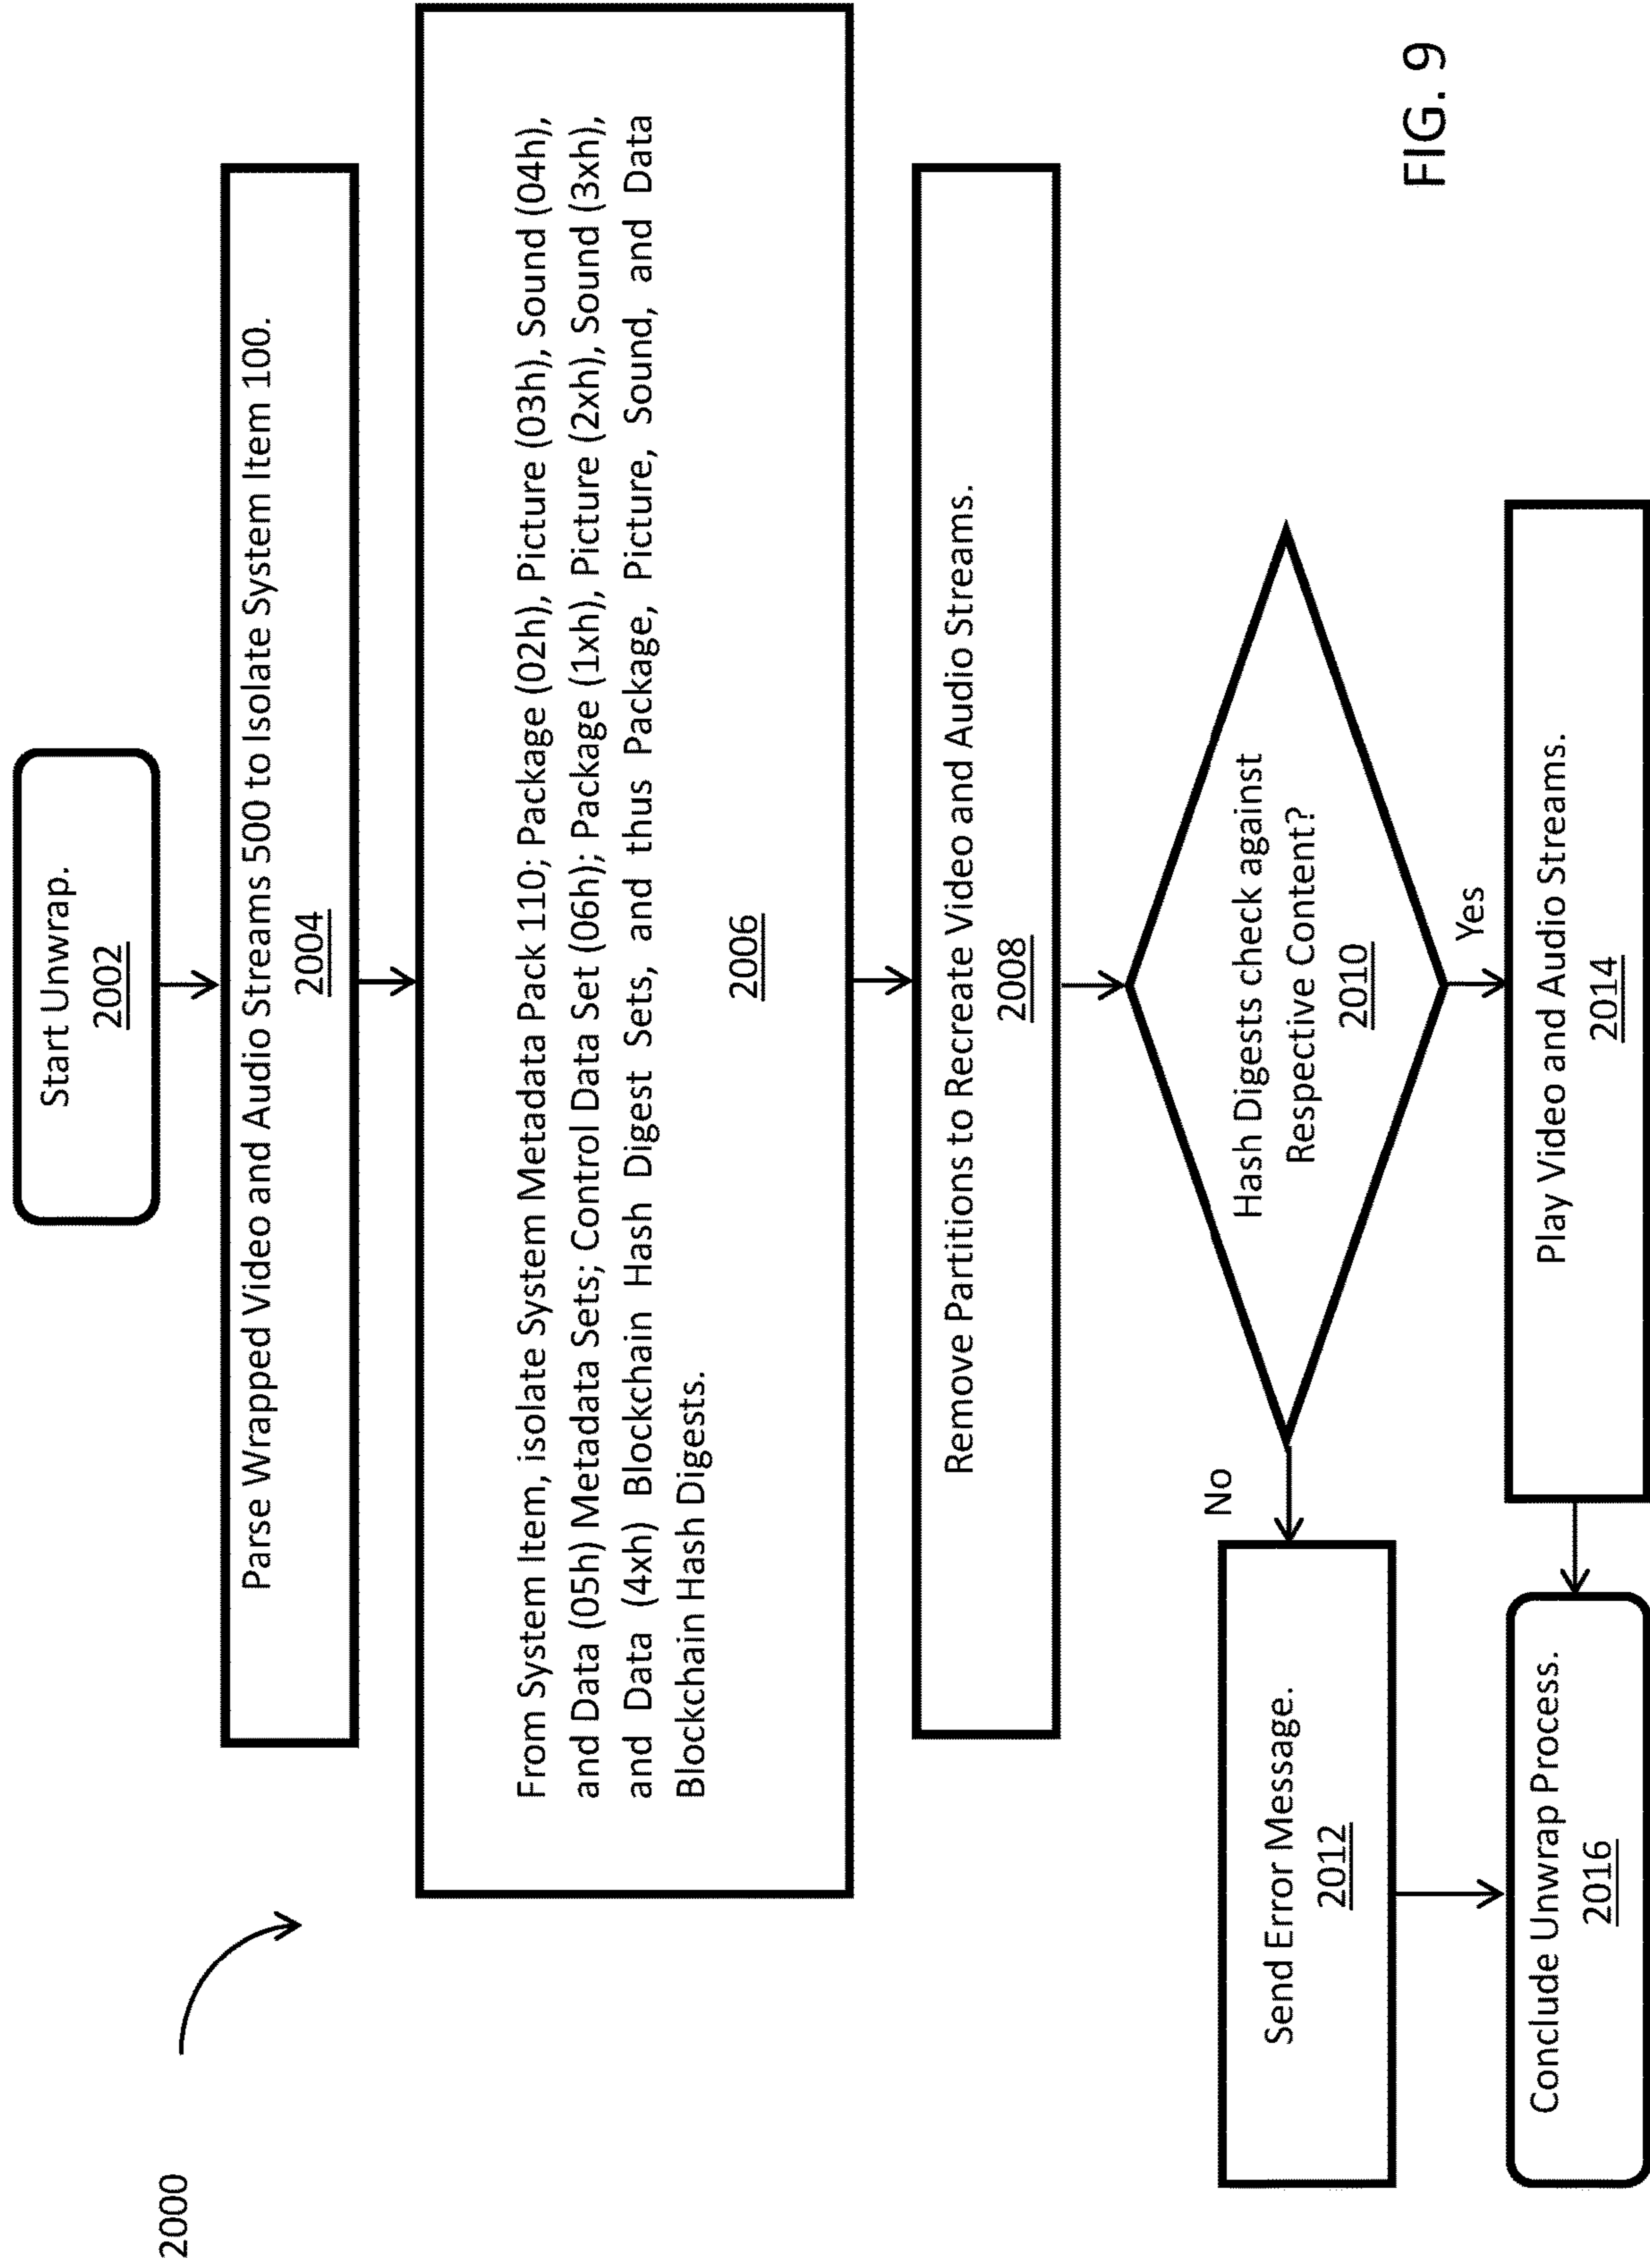 2000
Start Unwrap.
2002
Parse Wrapped Video and Audio Streams 500 to Isolate System Item 100.
2004
From System Item, isolate System Metadata Pack 110; Package (02h), Picture (03h), Sound (04h),
and Data (05h) Metadata Sets; Control Data Set (06h); Package (1xh), Picture (2xh), Sound (3xh),
and Data (4xh) Blockchain Hash Digest Sets, and thus Package, Picture, Sound, and Data
Blockchain Hash Digests.
2006
Remove Partitions to Recreate Video and Audio Streams.
2008
Hash Digests check against
Respective Content?
2010
No
Yes
Send Error Message.
2012
Play Video and Audio Streams.
2014
Conclude Unwrap Process.
2016
FIG. 9